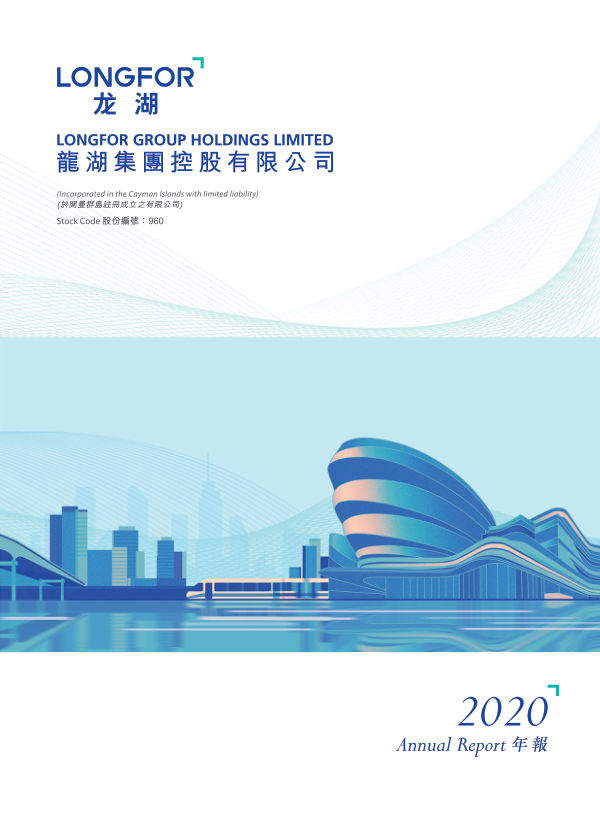 LONGFOR
龙湖
LONGFOR GROUP HOLDINGS LIMITED
龍湖集團控股有限公司
(Incorporated in the Cayman Islands with limited liability)
(於開曼群島註冊成立之有限公司)
Stock Code 股份編號：960
2020
Annual Report 年報